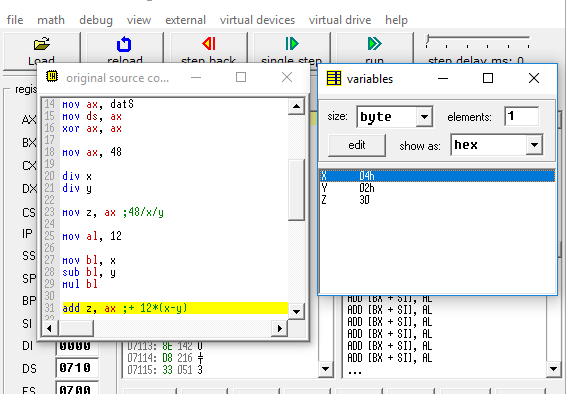 file math debug view external virtual devices virtual drive help
Load reload step back single step run step delay ms: 0
original source co...
14 mov ax, dat$
15 mov ds, ax
16 xor ax, ax
17
18 mov ax, 48
19
20 div x
21 div y
22
23 mov z, ax ;48/x/y
24
25 mov al, 12
26
27 mov bl, x
28 sub bl, y
29 mul bl
30
31 add z, ax ;+ 12*(x-y)
32
variables
size: byte elements: 1
edit show as: hex
X 04h
Y 02h
Z 30
regis
AX
BX
CX
DX
CS
IP
SS
SP
BP
SI
DI 0000
DS 0710
ES 0700
07113: 8E 142 Ä
07114: D8 216 ╪
07115: 33 051 3
ADD [BX + SI], AL
ADD [BX + SI], AL
ADD [BX + SI], AL
ADD [BX + SI], AL
ADD [BX + SI], AL
ADD [BX + SI], AL
...